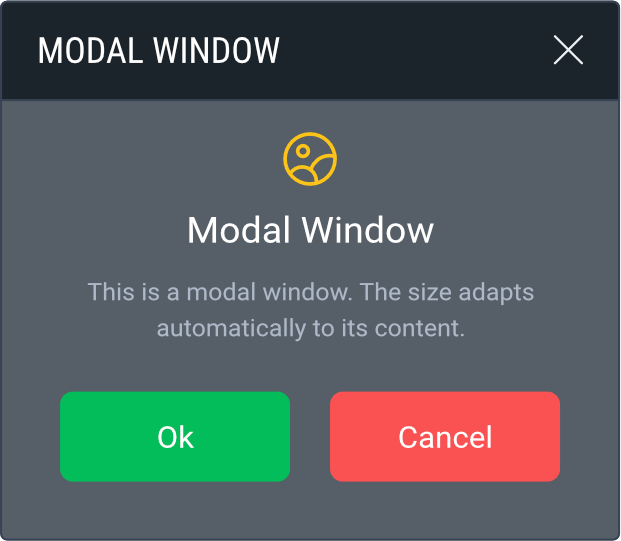 MODAL WINDOW
Modal Window
This is a modal window. The size adapts
automatically to its content.
Ok
Cancel